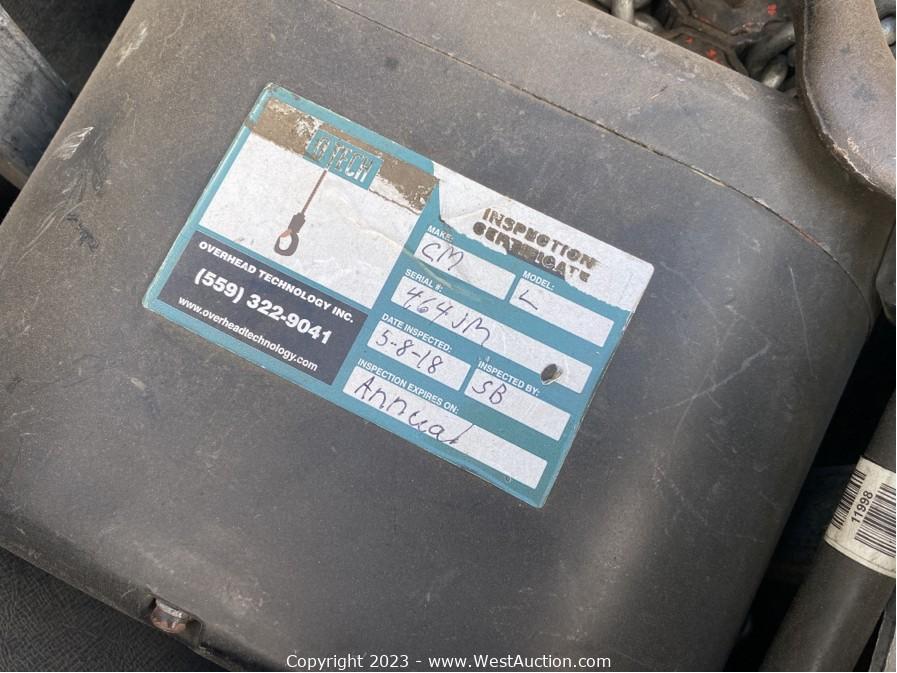 O TECH
INSPECTION
CERTIFICATE
MAKE:
CM
MODEL:
L
SERIAL #:
464JM
DATE INSPECTED:
5-8-18
INSPECTED BY:
SB
INSPECTION EXPIRES ON:
Annual
OVERHEAD TECHNOLOGY INC.
(559) 322-9041
www.overheadtechnology.com
11998
Copyright 2023 - www.WestAuction.com